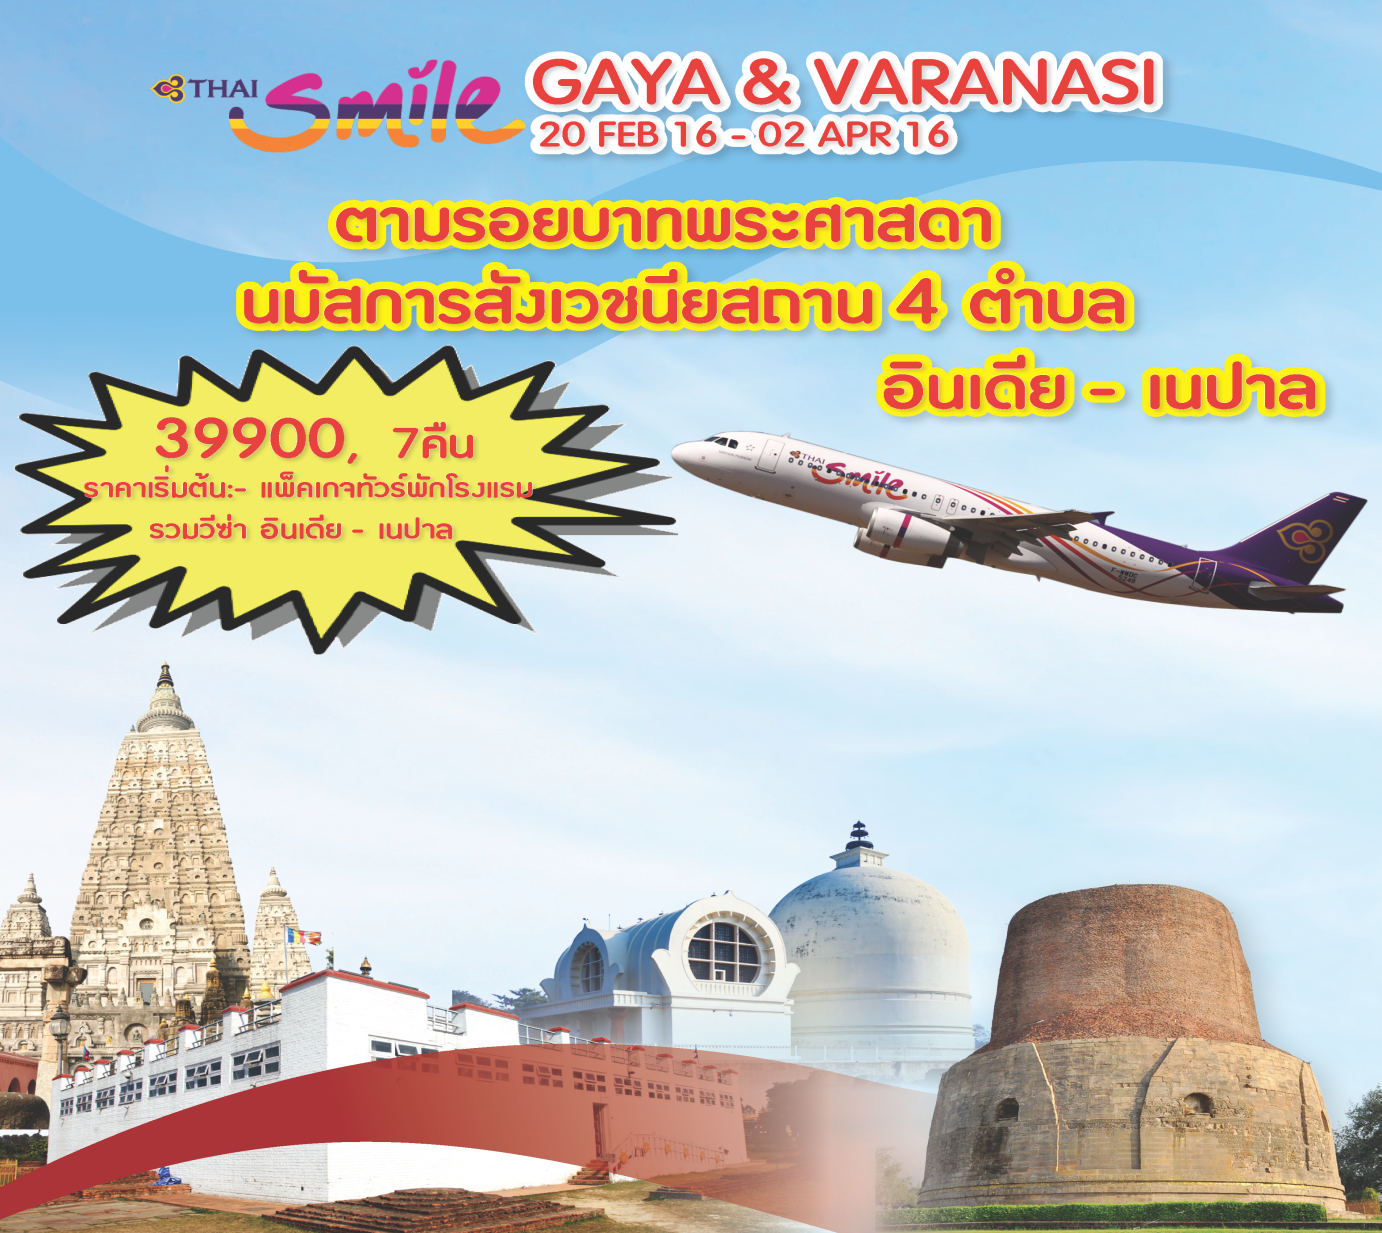 THAI Smile GAYA & VARANASI
20 FEB 16 - 02 APR 16
ตามรอยบาทพระศาสดา
นมัสการสังเวชนียสถาน 4 ตำบล
อินเดีย - เนปาล
39900, 7คืน
ราคาเริ่มต้น:- แพ็คเกจทัวร์พักโรงแรม
รวมวีซ่า อินเดีย - เนปาล
THAI Smile